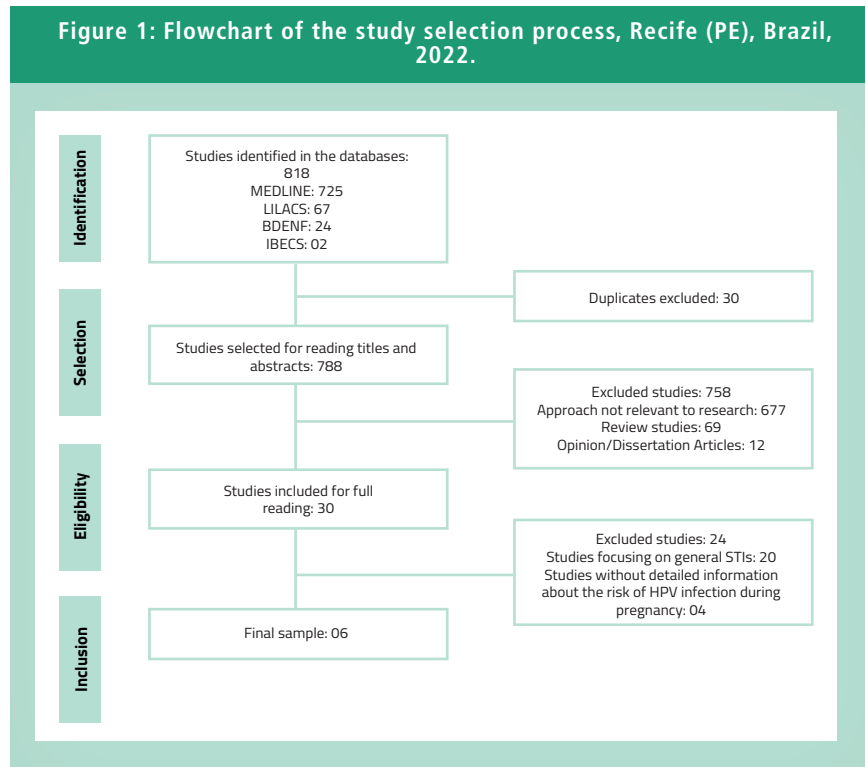 Figure 1: Flowchart of the study selection process, Recife (PE), Brazil,
2022.
Identification
Studies identified in the databases:
818
MEDLINE: 725
LILACS: 67
BDENF: 24
IBECS: 02
Duplicates excluded: 30
Selection
Studies selected for reading titles and
abstracts: 788
Excluded studies: 758
Approach not relevant to research: 677
Review studies: 69
Opinion/Dissertation Articles: 12
Eligibility
Studies included for full
reading: 30
Excluded studies: 24
Studies focusing on general STIs: 20
Studies without detailed information
about the risk of HPV infection during
pregnancy: 04
Inclusion
Final sample: 06